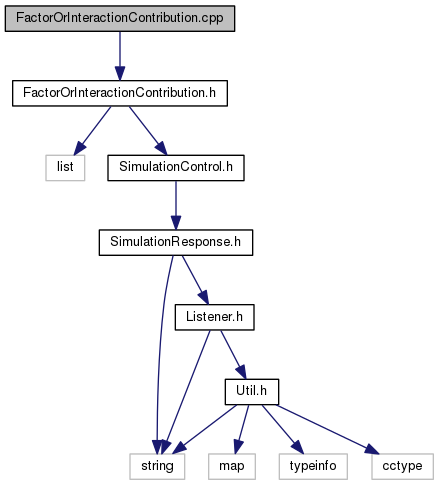 FactorOrInteractionContribution.cpp
FactorOrInteractionContribution.h
list
SimulationControl.h
SimulationResponse.h
Listener.h
Util.h
string
map
typeinfo
cctype